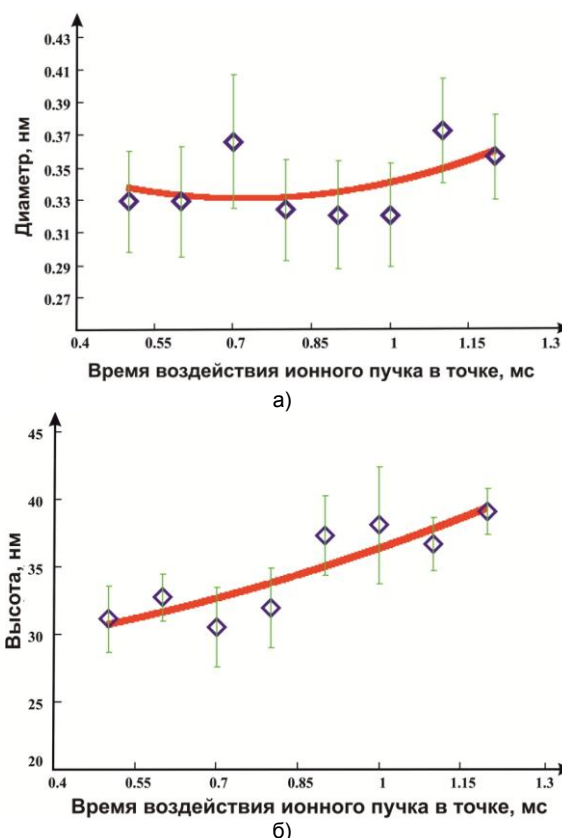 0.43
0.41
0.39
0.37
0.35
0.33
0.31
0.29
0.27
Диаметр, нм
0.4 0.55 0.7 0.85 1 1.15 1.3
Время воздействия ионного пучка в точке, мс
а)
45
40
35
30
25
20
Высота, нм
0.4 0.55 0.7 0.85 1 1.15 1.3
Время воздействия ионного пучка в точке, мс
б)